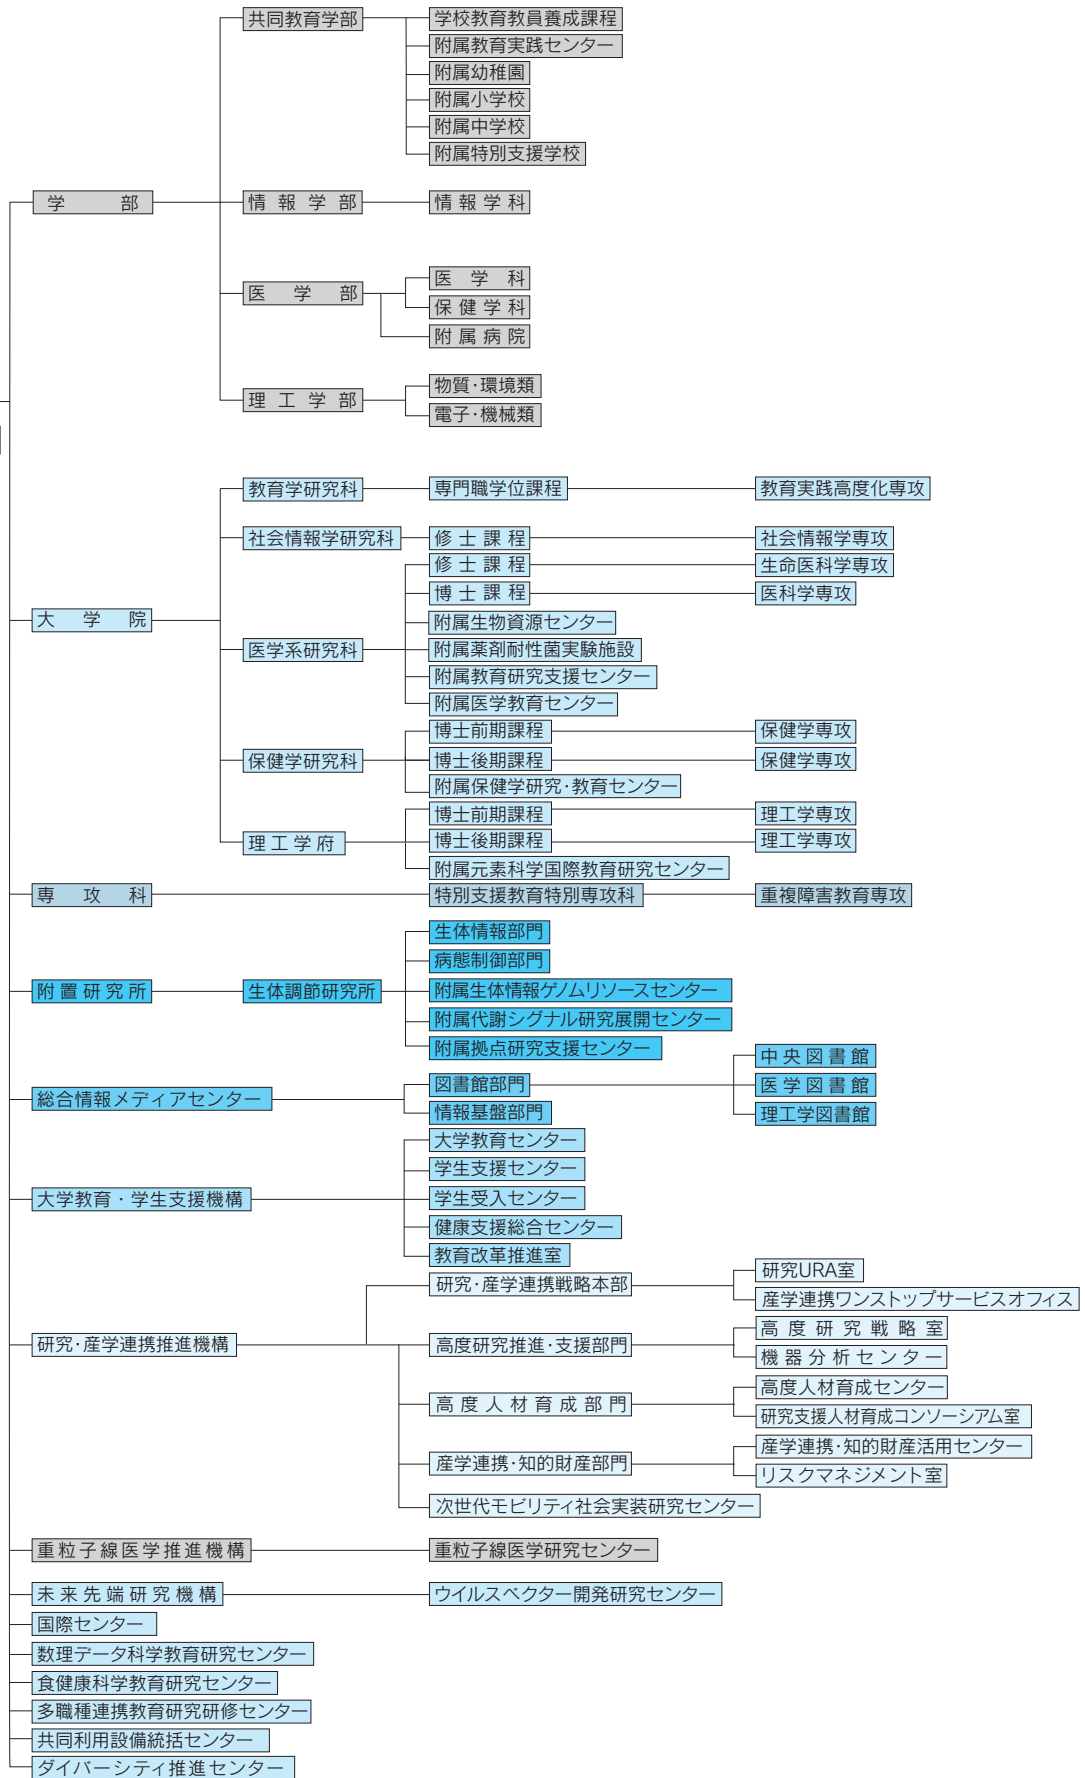 共同教育学部
学校教育教員養成課程
附属教育実践センター
附属幼稚園
附属小学校
附属中学校
附属特別支援学校
学部
情報学部
情報学科
医学部
医学科
保健学科
附属病院
理工学部
物質・環境類
電子・機械類
大学院
教育学研究科
専門職学位課程
教育実践高度化専攻
社会情報学研究科
修士課程
社会情報学専攻
医学系研究科
修士課程
生命医科学専攻
博士課程
医科学専攻
附属生物資源センター
附属薬剤耐性菌実験施設
附属教育研究支援センター
附属医学教育センター
保健学研究科
博士前期課程
保健学専攻
博士後期課程
保健学専攻
附属保健学研究・教育センター
理工学府
博士前期課程
理工学専攻
博士後期課程
理工学専攻
附属元素科学国際教育研究センター
専攻科
特別支援教育特別専攻科
重複障害教育専攻
附置研究所
生体調節研究所
生体情報部門
病態制御部門
附属生体情報ゲノムリソースセンター
附属代謝シグナル研究展開センター
附属拠点研究支援センター
総合情報メディアセンター
図書館部門
中央図書館
医学図書館
理工学図書館
情報基盤部門
大学教育・学生支援機構
大学教育センター
学生支援センター
学生受入センター
健康支援総合センター
教育改革推進室
研究・産学連携推進機構
研究・産学連携戦略本部
研究URA室
産学連携ワンストップサービスオフィス
高度研究推進・支援部門
高度研究戦略室
機器分析センター
高度人材育成部門
高度人材育成センター
研究支援人材育成コンソーシアム室
産学連携・知的財産部門
産学連携・知的財産活用センター
リスクマネジメント室
次世代モビリティ社会実装研究センター
重粒子線医学推進機構
重粒子線医学研究センター
未来先端研究機構
ウイルスベクター開発研究センター
国際センター
数理データ科学教育研究センター
食健康科学教育研究センター
多職種連携教育研究研修センター
共同利用設備統括センター
ダイバーシティ推進センター